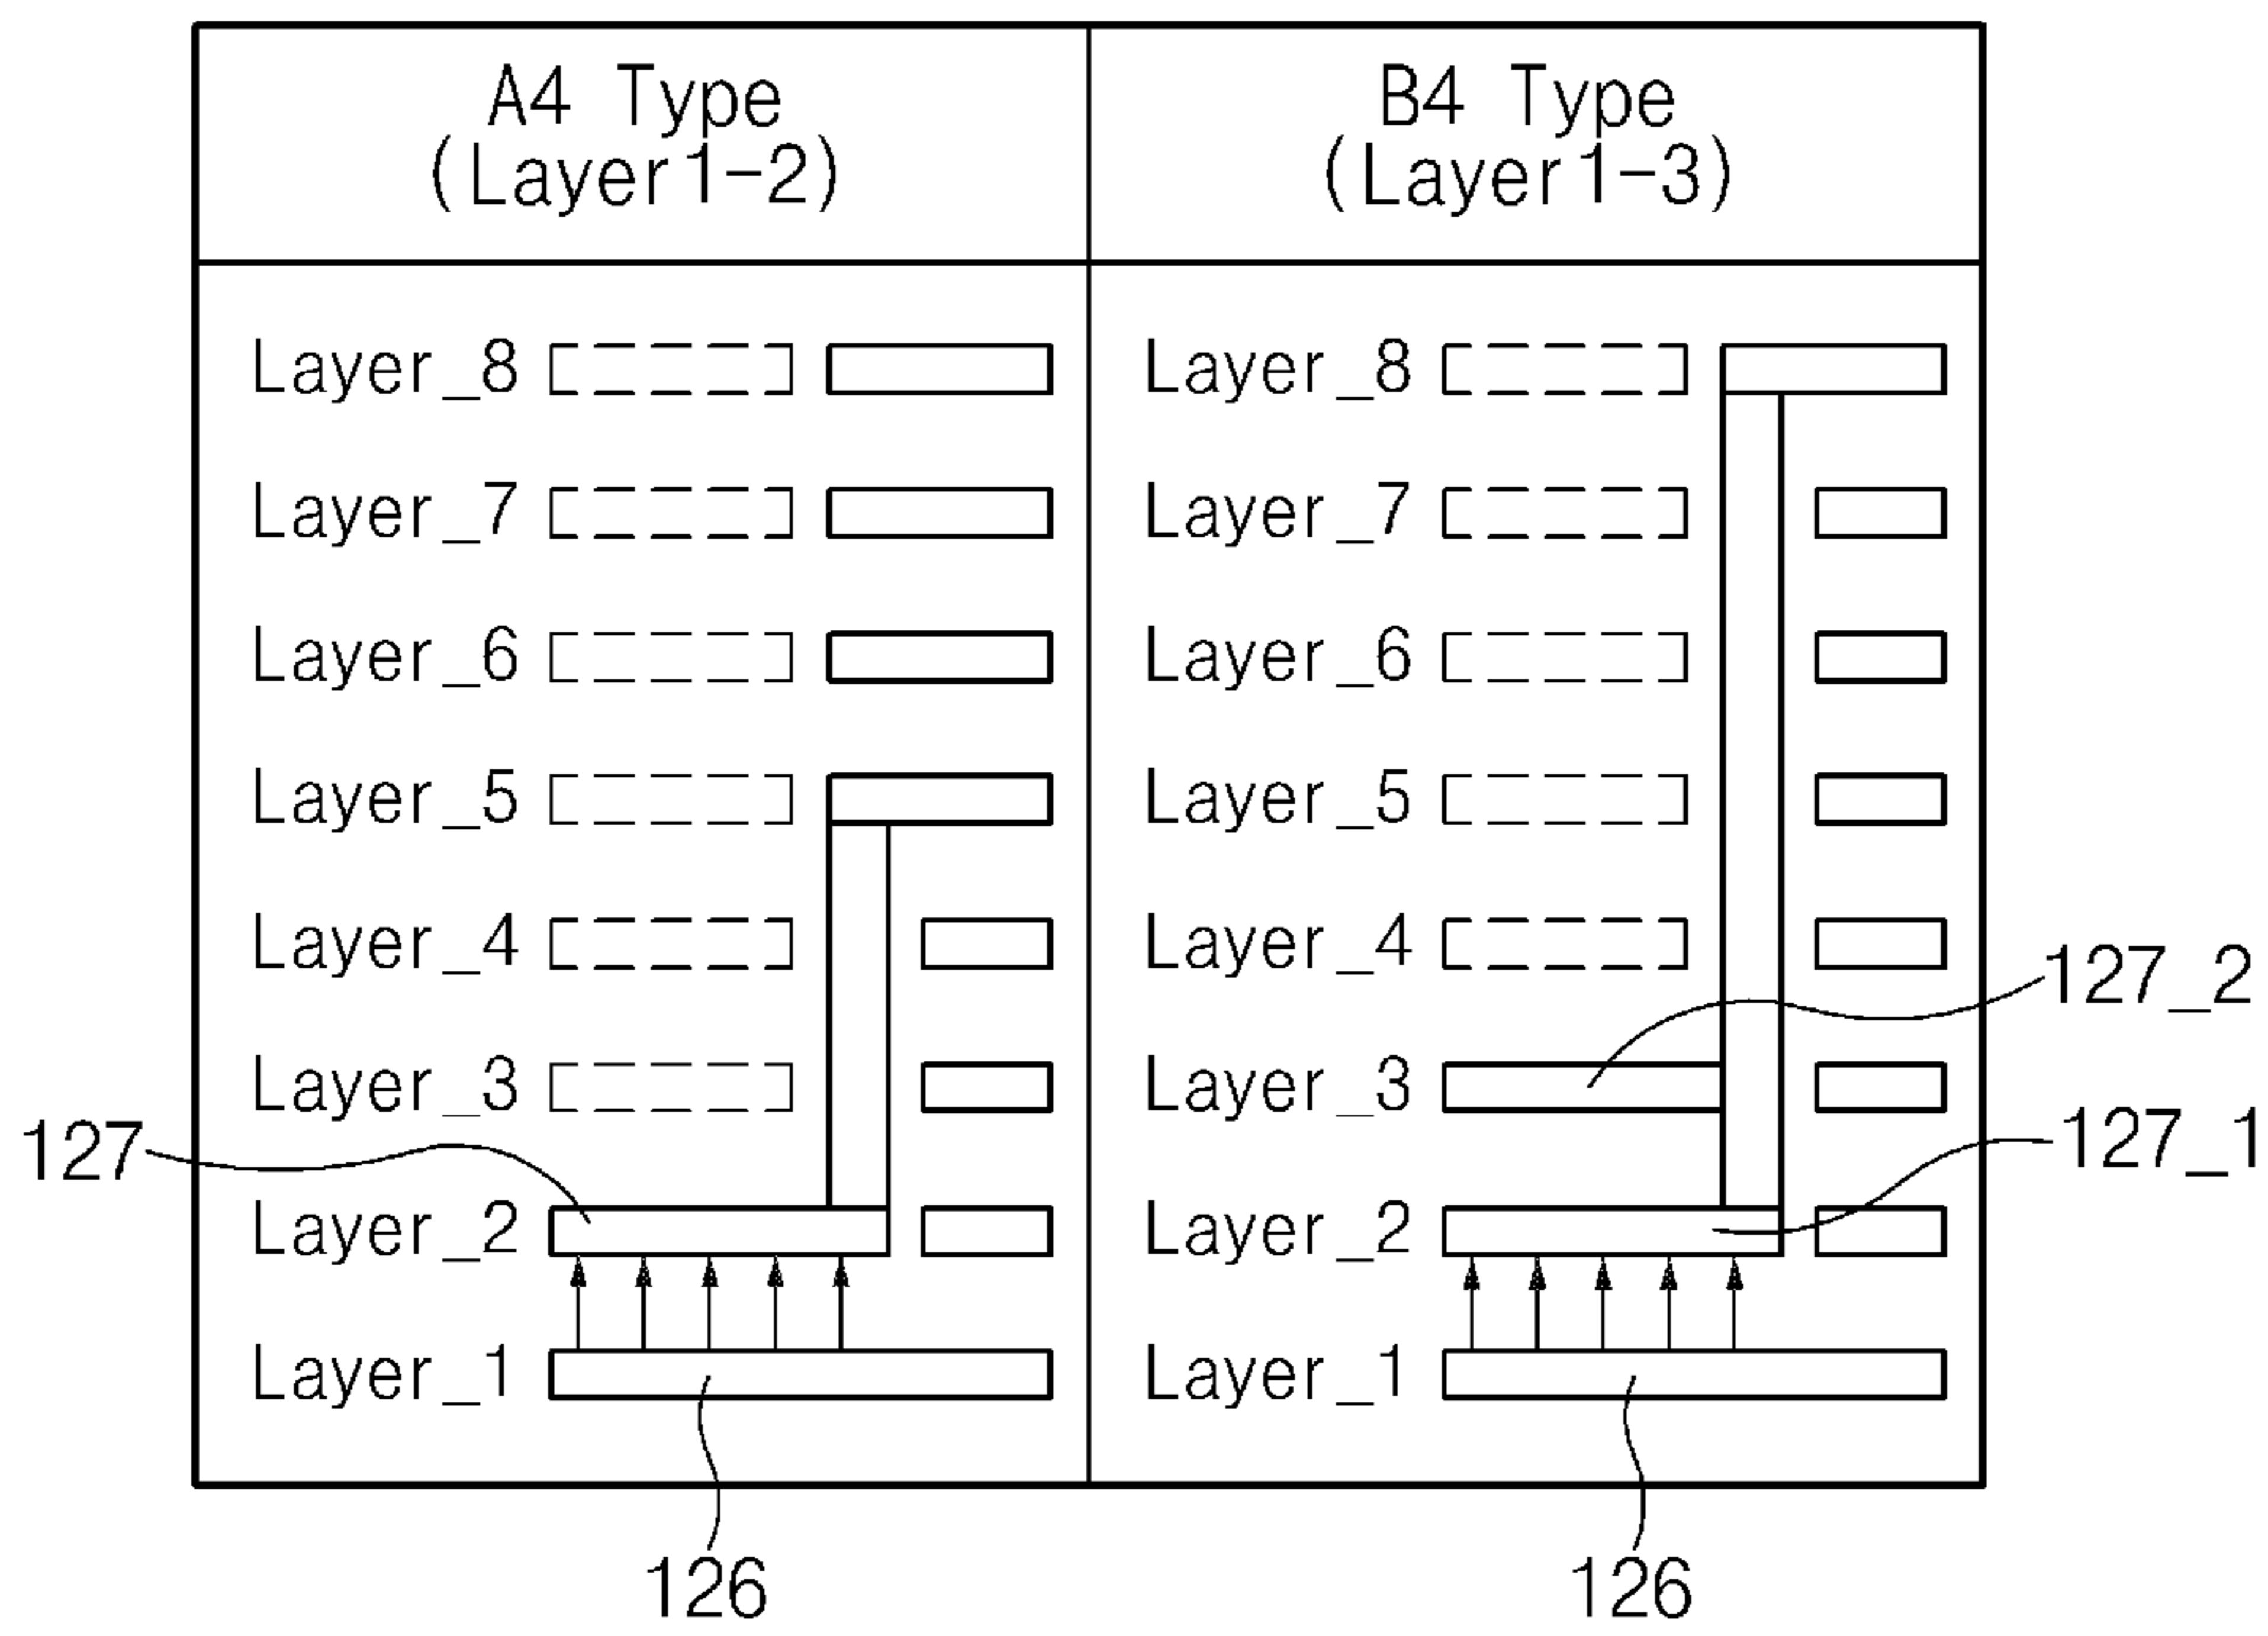 A4 Type
(Layer1-2)
B4 Type
(Layer1-3)
Layer_8
Layer_7
Layer_6
Layer_5
Layer_4
Layer_3
Layer_2
Layer_1
Layer_8
Layer_7
Layer_6
Layer_5
Layer_4
Layer_3
Layer_2
Layer_1
127
127_2
127_1
126
126